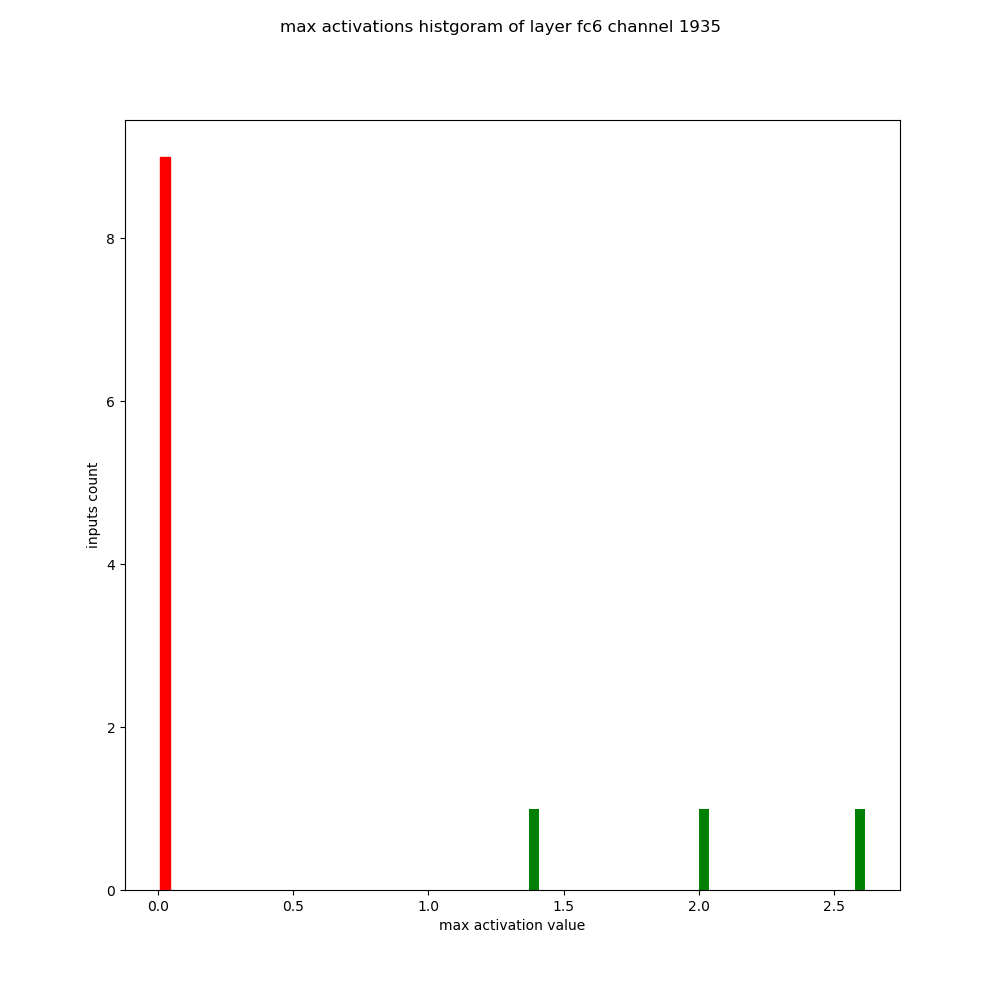 max activations histgoram of layer fc6 channel 1935
8
6
4
2
0
inputs count
0.0 0.5 1.0 1.5 2.0 2.5
max activation value